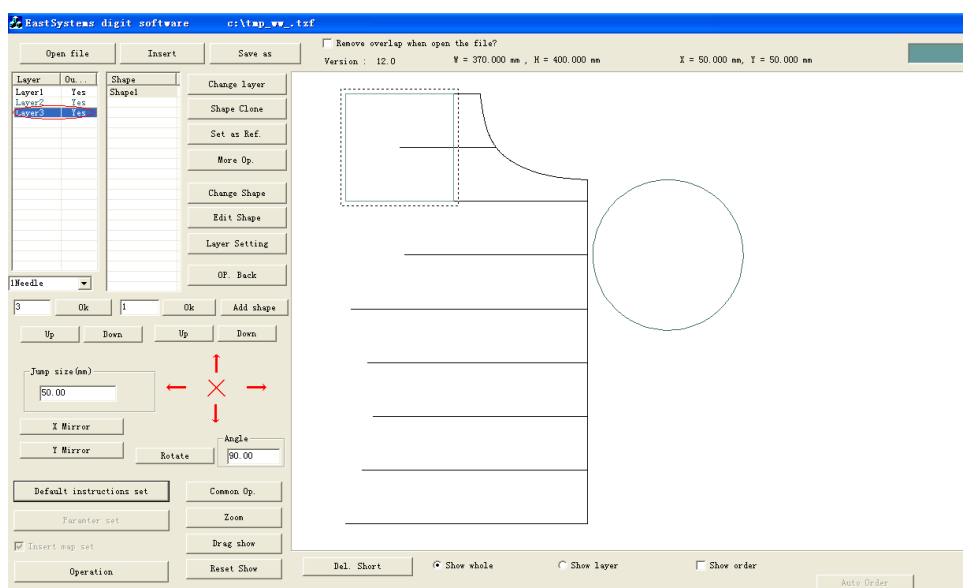 EastSystems digit software c:\tmp_ww_.tzf
Open file Insert Save as
Remove overlap when open the file?
Version : 12.0 W = 370.000 mm , H = 400.000 mm X = 50.000 mm, Y = 50.000 mm
Layer Ou... Shape
Layer1 Yes Shape1
Layer2 Yes
Layer3 Yes
Change layer
Shape Clone
Set as Ref.
More Op.
Change Shape
Edit Shape
Layer Setting
OP. Back
1Needle
3 Ok 1 Ok Add shape
Up Down Up Down
Jump size(mm)
50.00
X Mirror
Y Mirror
Rotate
Angle
90.00
Default instructions set Common Op.
Paramter set Zoom
Insert map set Drag show
Operation Reset Show
Del. Short Show whole Show layer Show order
Auto Order